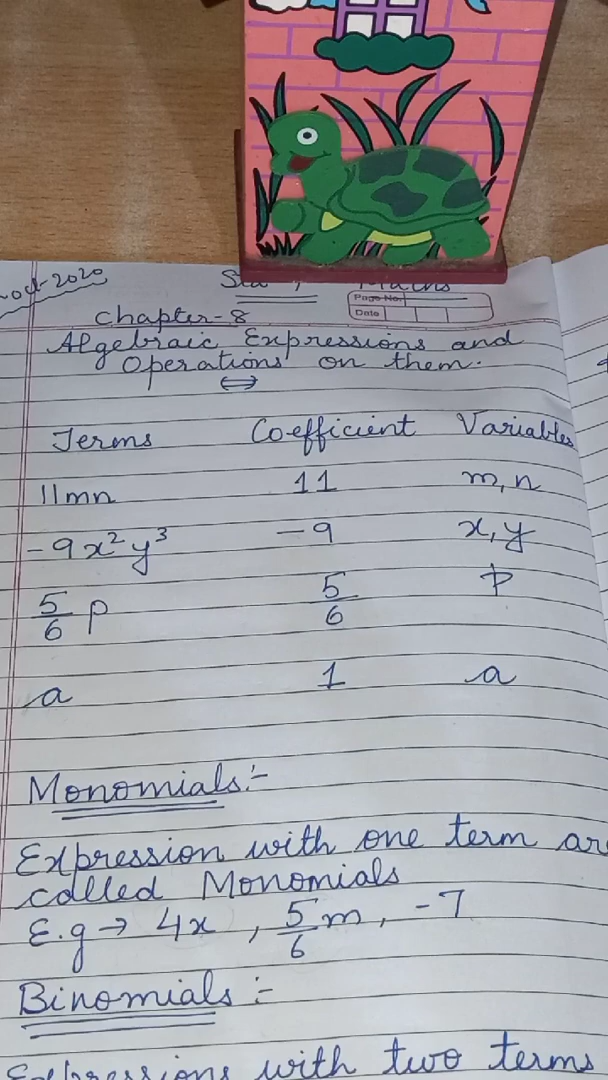 -oct-2020
Maths
Page No.
Date
Chapter-8
Algebraic Expressions and
Operations on them.
Terms Coefficient Variables
11mn 11 m, n
-9x²y³ -9 x, y
5/6 p 5/6 p
a 1 a
Monomials:-
Expression with one term are
called Monomials
E.g → 4x, 5/6 m, -7
Binomials:-
Expressions with two terms